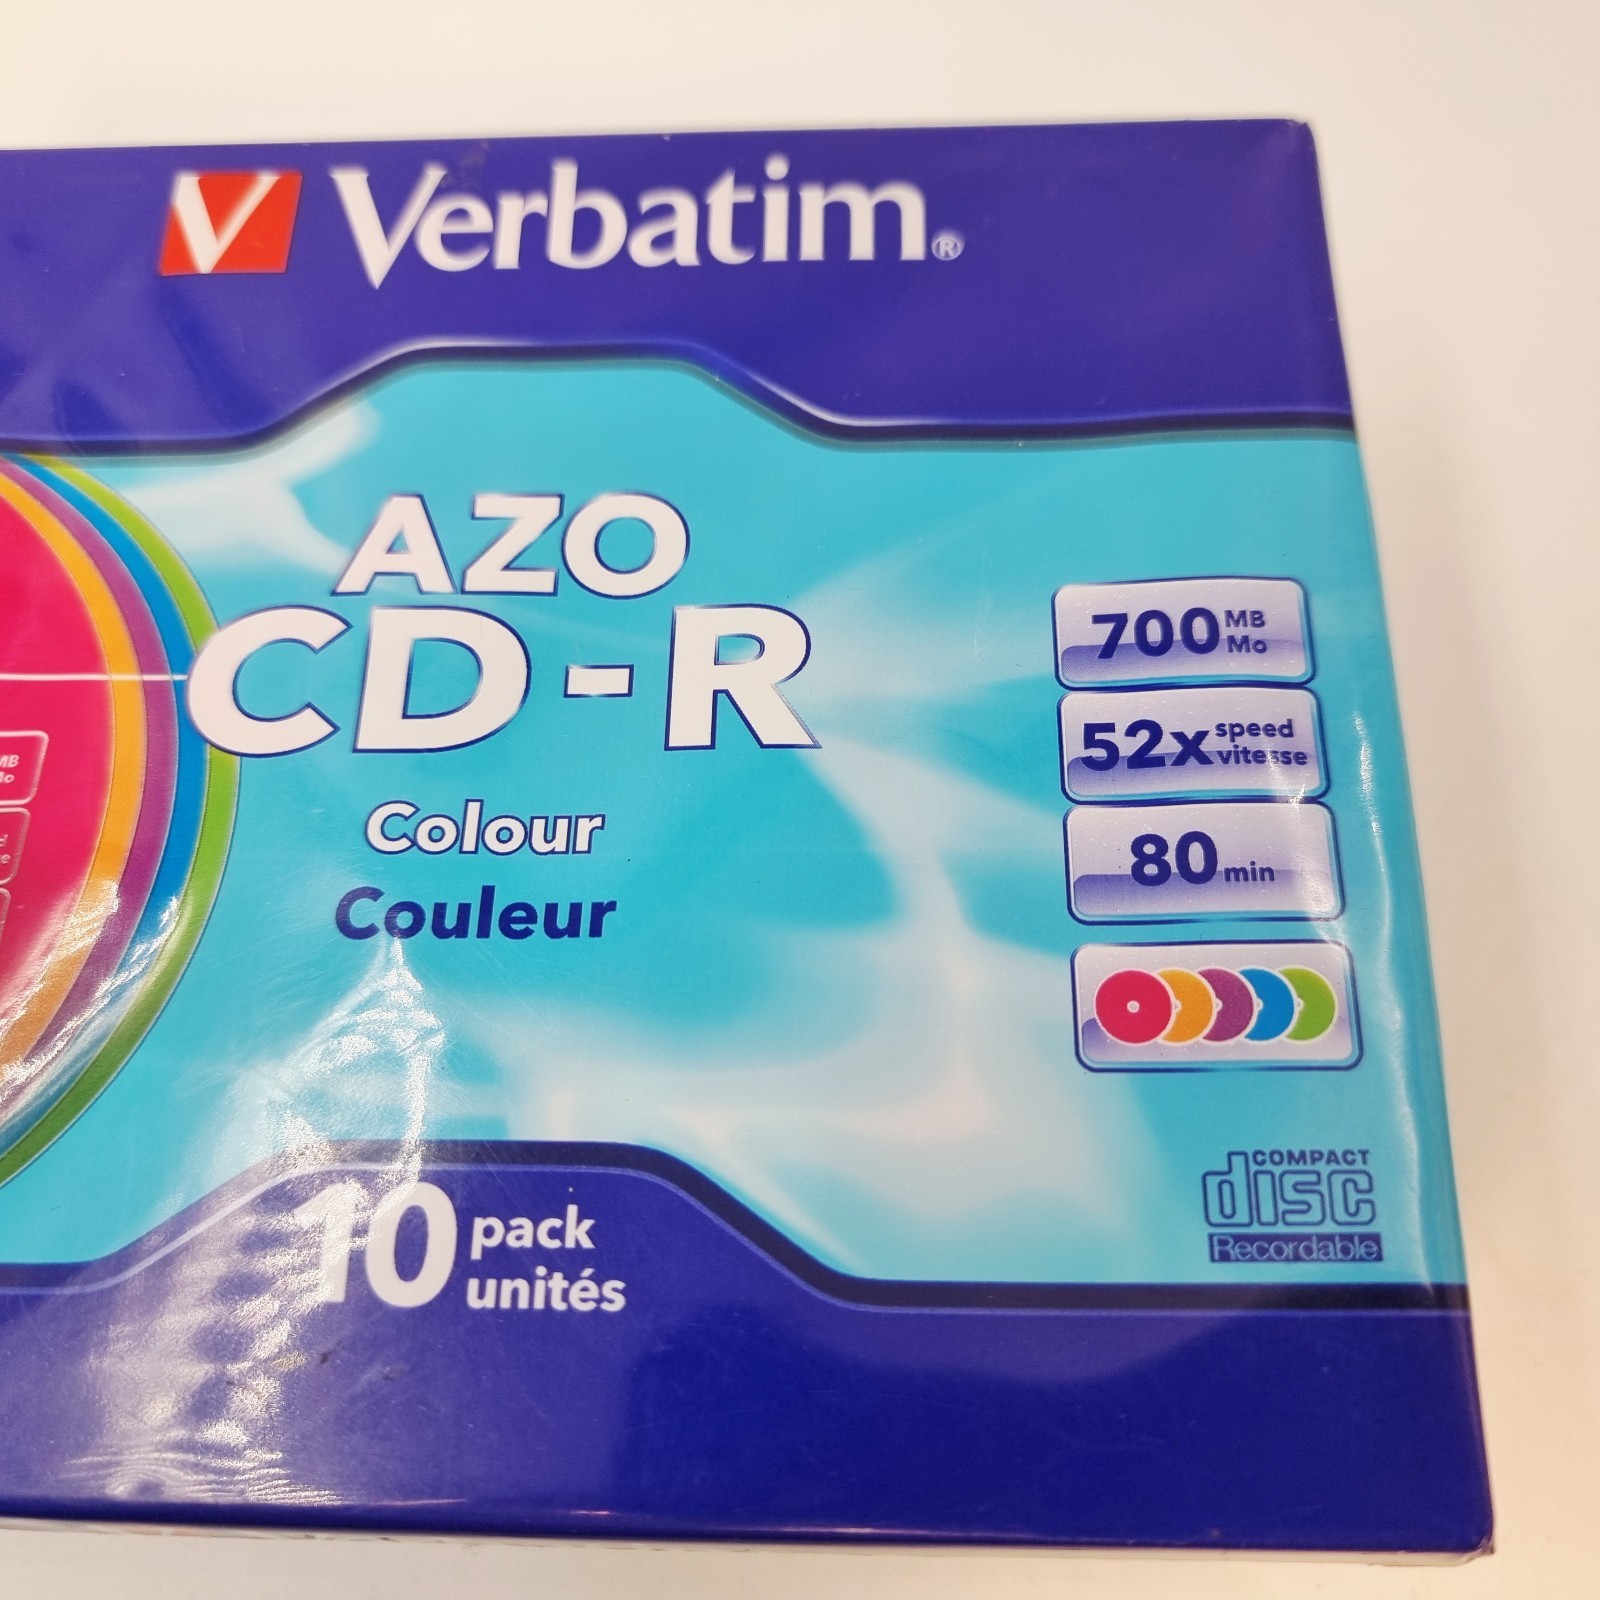 V Verbatim®
AZO
CD-R
Colour
Couleur
700 MB
Mo
52x speed
vitesse
80 min
10 pack
unités
COMPACT
disc
Recordable
MB